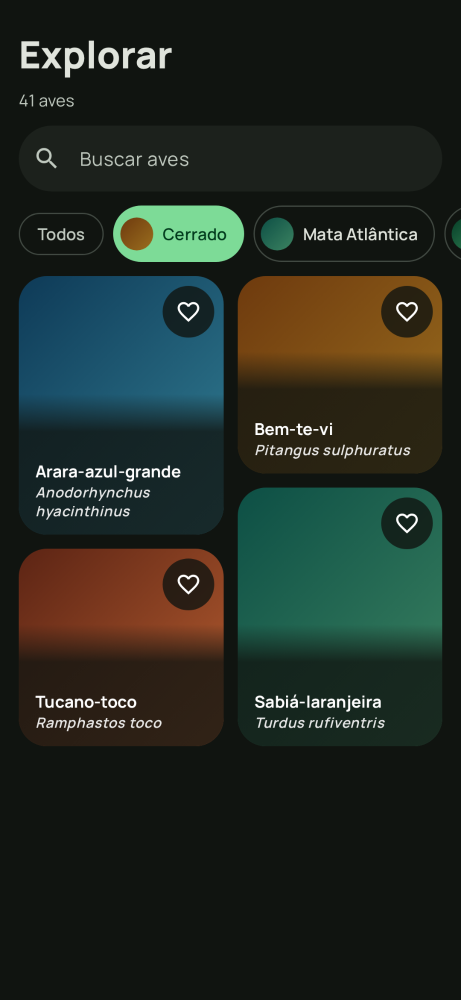 Explorar
41 aves
Buscar aves
Todos
Cerrado
Mata Atlântica
Arara-azul-grande
Anodorhynchus
hyacinthinus
Bem-te-vi
Pitangus sulphuratus
Tucano-toco
Ramphastos toco
Sabiá-laranjeira
Turdus rufiventris